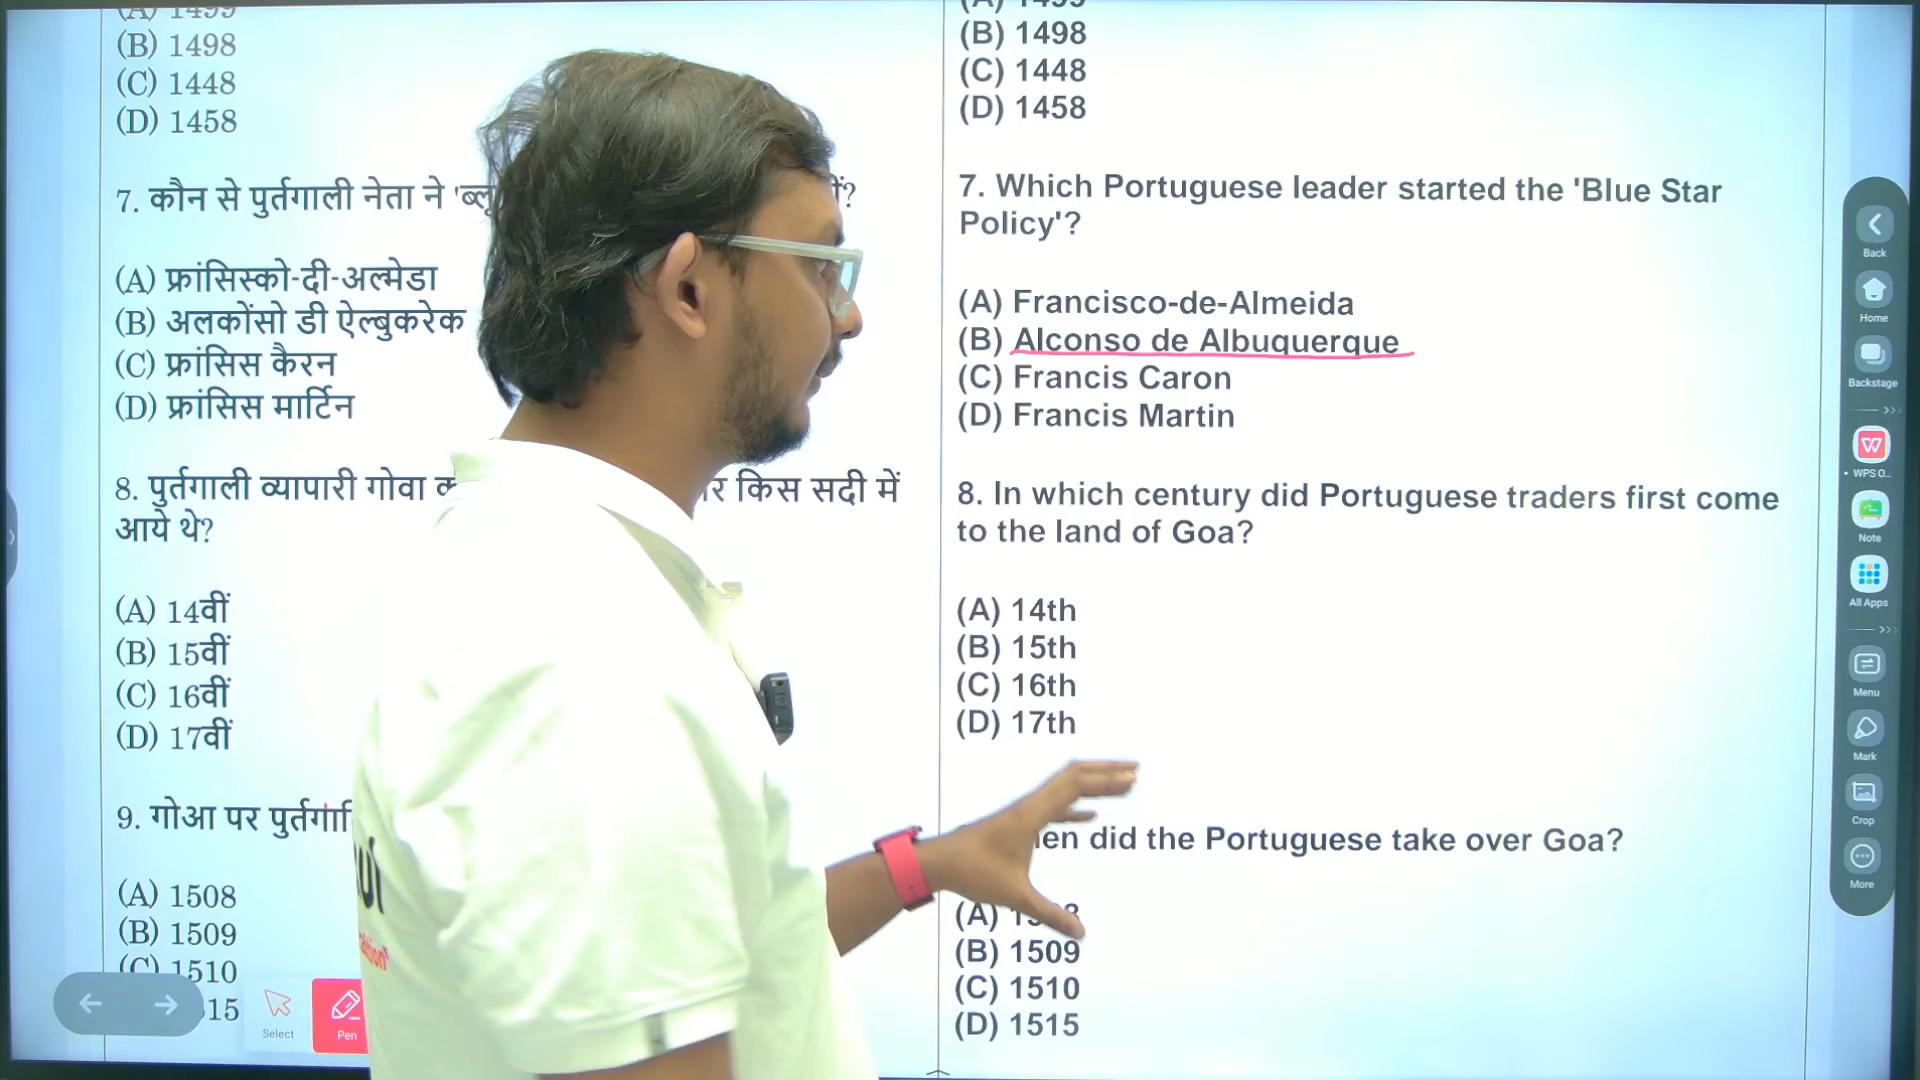 (B) 1498
(C) 1448
(D) 1458
7. कौन से पुर्तगाली नेता ने
(A) फ्रांसिस्को-दी-अल्मेडा
(B) अलकोंसो डी ऐल्बुकरेक
(C) फ्रांसिस कैरन
(D) फ्रांसिस मार्टिन
8. पुर्तगाली व्यापारी गोवा किस सदी में
आये थे?
(A) 14वीं
(B) 15वीं
(C) 16वीं
(D) 17वीं
9. गोआ पर
(A) 1508
(B) 1509
(C) 1510
Select
Pen
(B) 1498
(C) 1448
(D) 1458
7. Which Portuguese leader started the 'Blue Star
Policy'?
(A) Francisco-de-Almeida
(B) Alconso de Albuquerque
(C) Francis Caron
(D) Francis Martin
8. In which century did Portuguese traders first come
to the land of Goa?
(A) 14th
(B) 15th
(C) 16th
(D) 17th
did the Portuguese take over Goa?
(A)
(B) 1509
(C) 1510
(D) 1515
Back
Home
Backstage
WPS O...
Note
All Apps
Menu
Mark
Crop
More